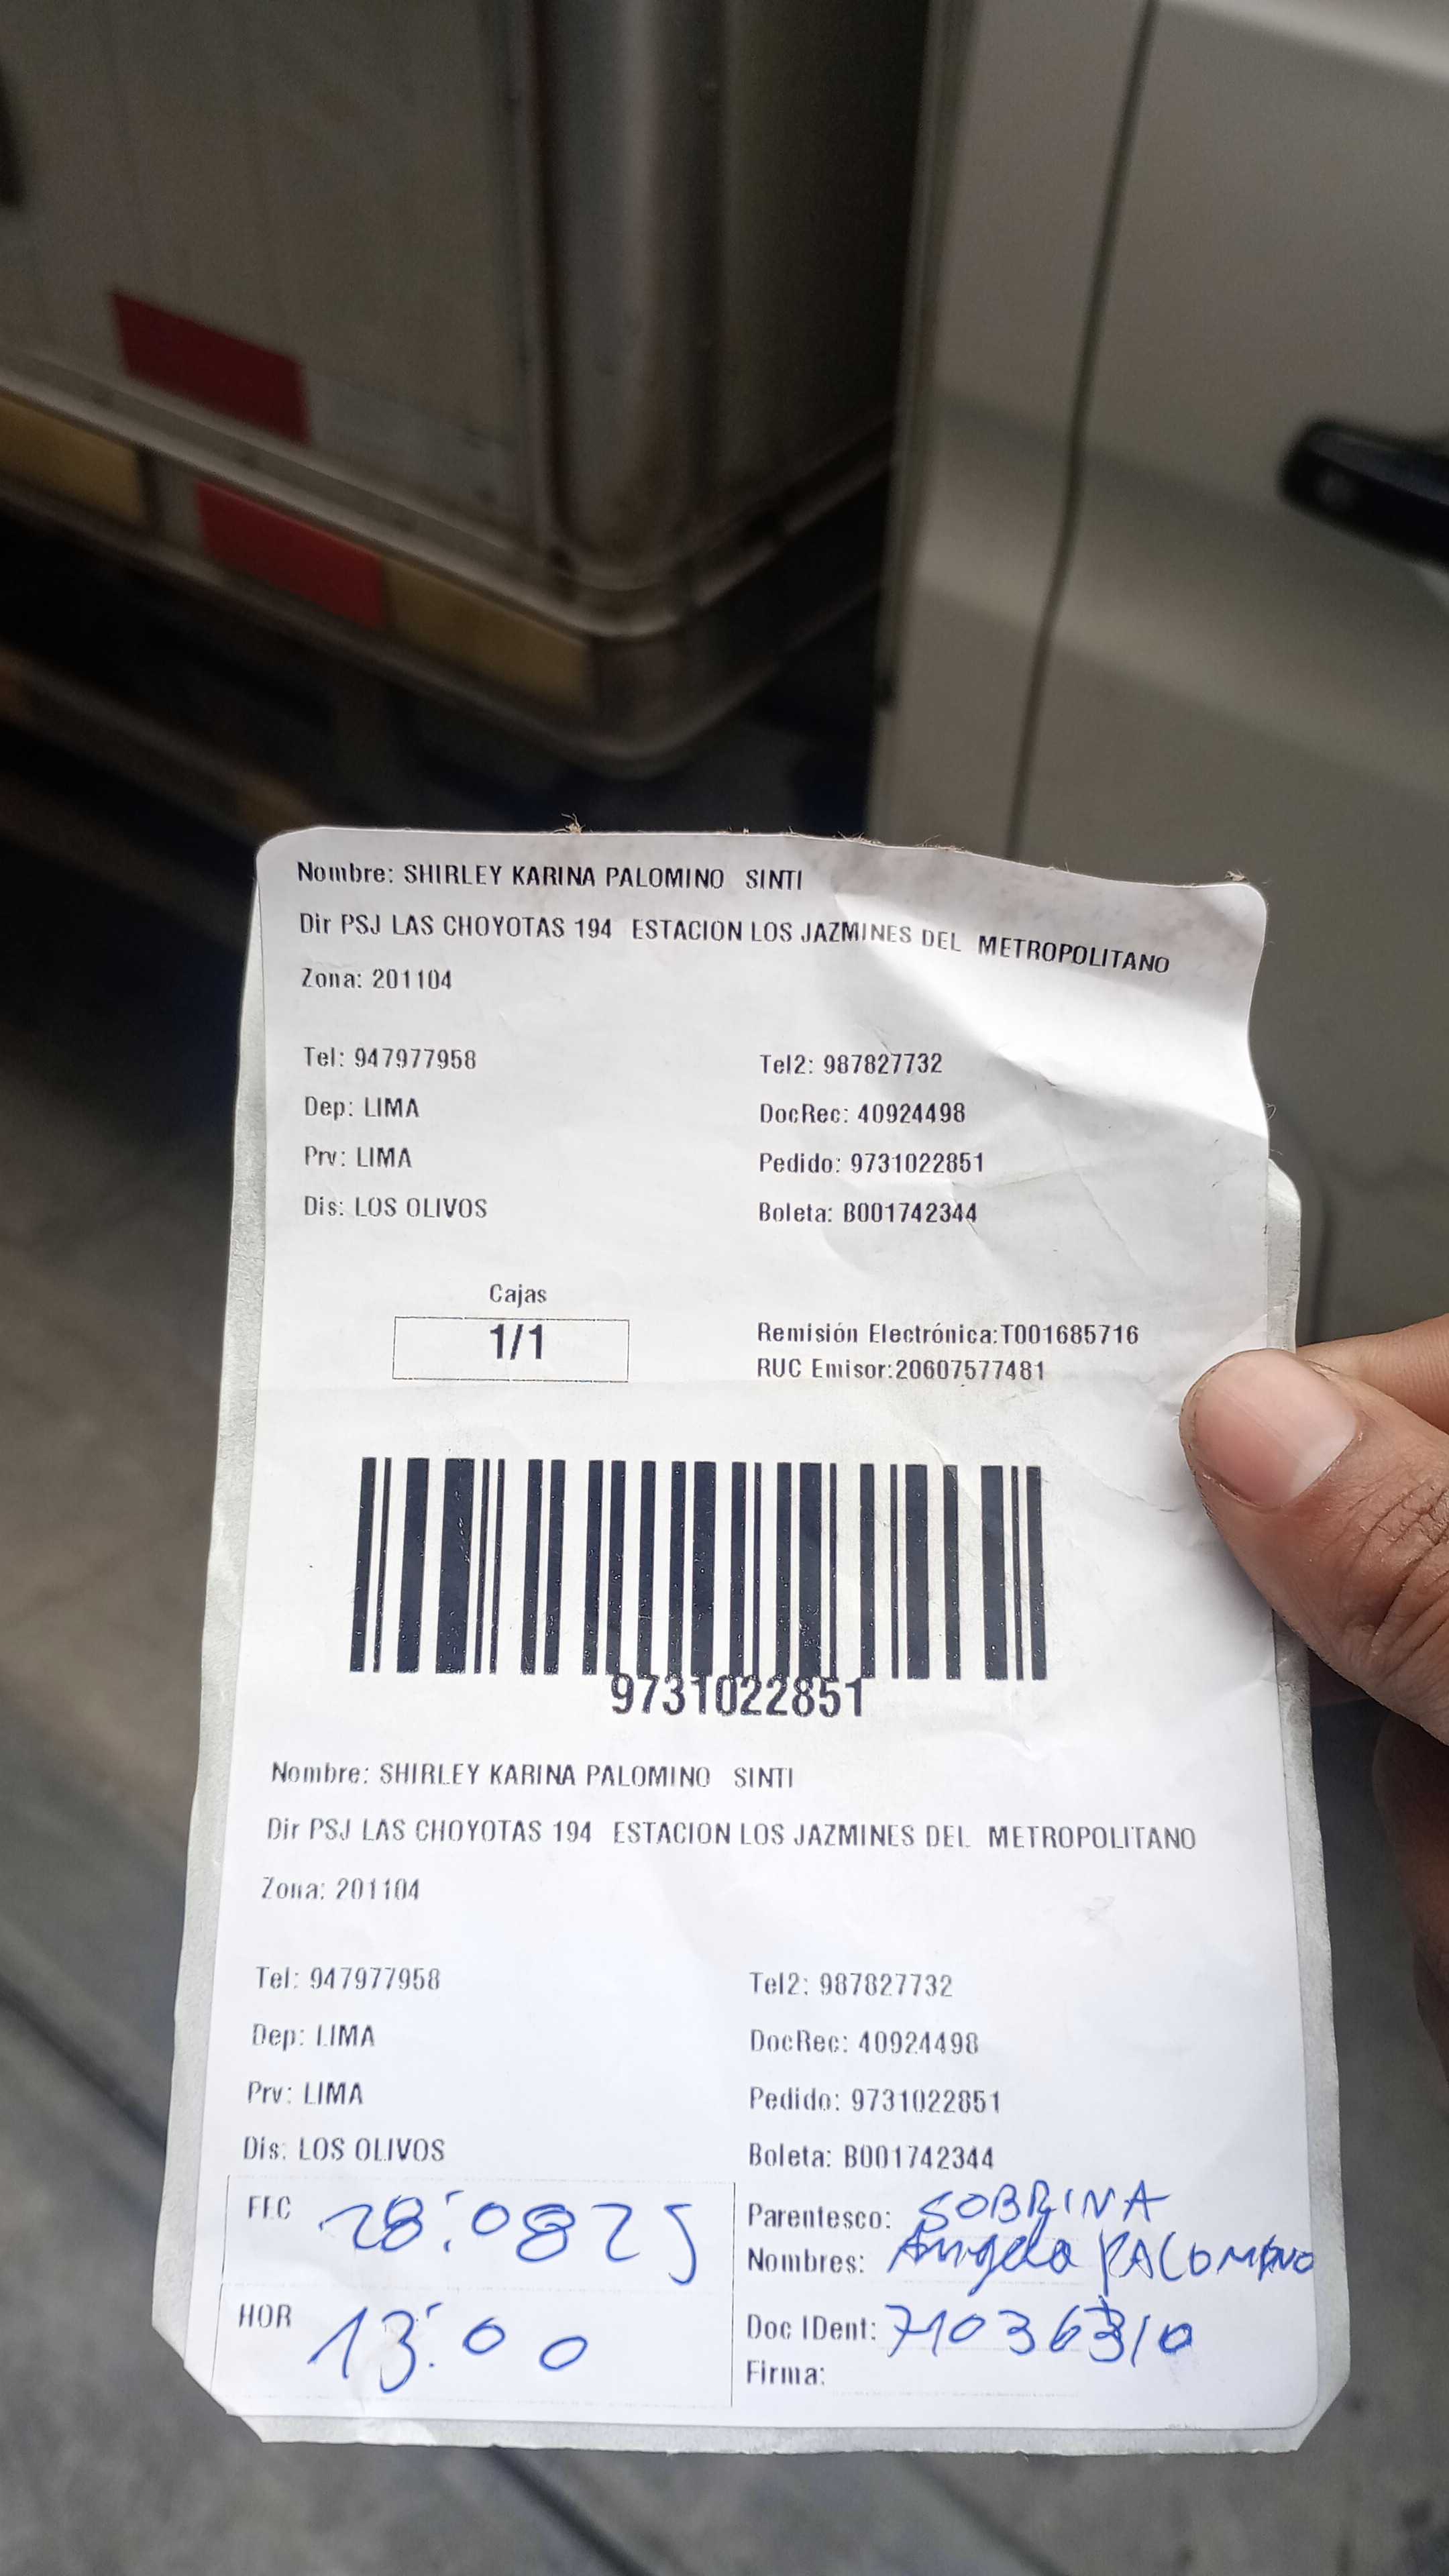 Nombre: SHIRLEY KARINA PALOMINO SINTI
Dir PSJ LAS CHOYOTAS 194 ESTACION LOS JAZMINES DEL METROPOLITANO
Zona: 201104
Tel: 947977958 Tel2: 987827732
Dep: LIMA DocRec: 40924498
Prv: LIMA Pedido: 9731022851
Dis: LOS OLIVOS Boleta: B001742344
Cajas
1/1
Remisión Electrónica:T001685716
RUC Emisor:20607577481
9731022851
Nombre: SHIRLEY KARINA PALOMINO SINTI
Dir PSJ LAS CHOYOTAS 194 ESTACION LOS JAZMINES DEL METROPOLITANO
Zona: 201104
Tel: 947977958 Tel2: 987827732
Dep: LIMA DocRec: 40924498
Prv: LIMA Pedido: 9731022851
Dis: LOS OLIVOS Boleta: B001742344
FEC 28:0825 Parentesco: SOBRINA
Nombres: Angela PALOMINO
HOR 13:00 Doc IDent: 71036310
Firma: